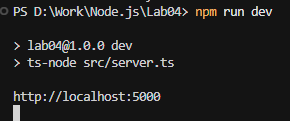 PS D:\Work\Node.js\Lab04> npm run dev
> lab04@1.0.0 dev
> ts-node src/server.ts
http://localhost:5000